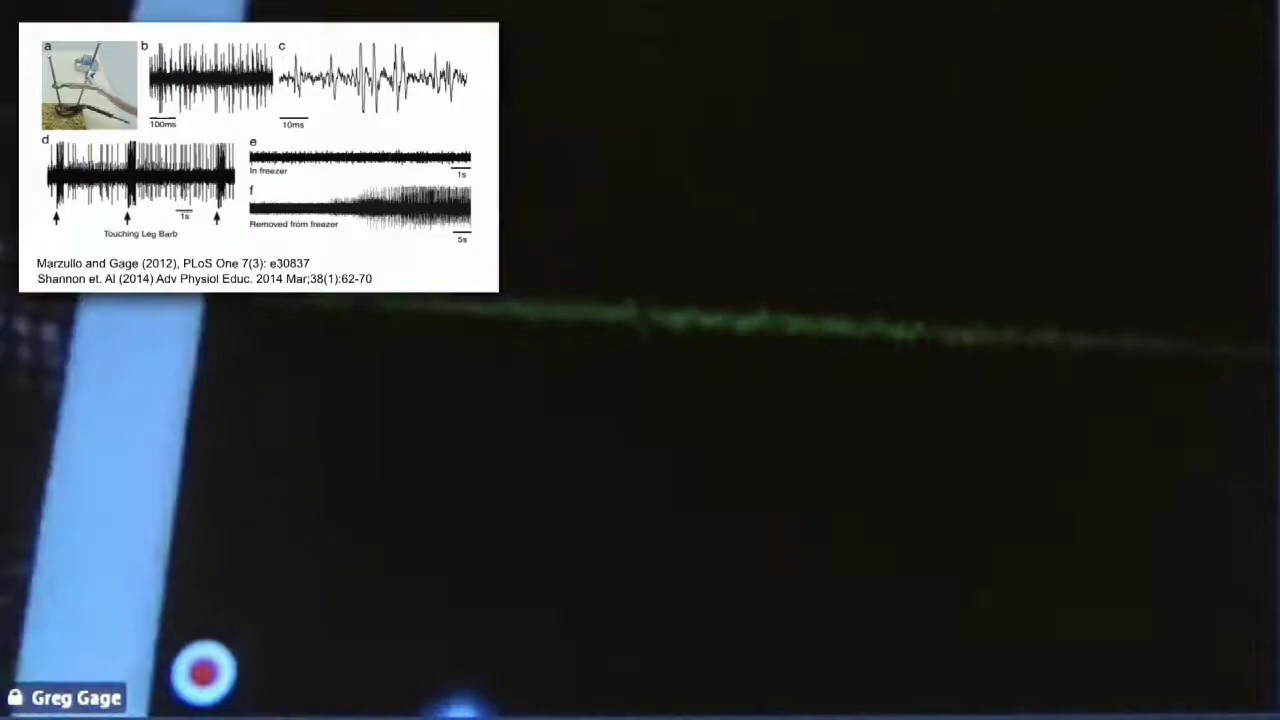 a
b
c
100ms
10ms
d
e
In freezer
1s
f
1s
Removed from freezer
5s
Touching Leg Barb
Marzullo and Gage (2012), PLoS One 7(3): e30837
Shannon et. Al (2014) Adv Physiol Educ. 2014 Mar;38(1):62-70
Greg Gage